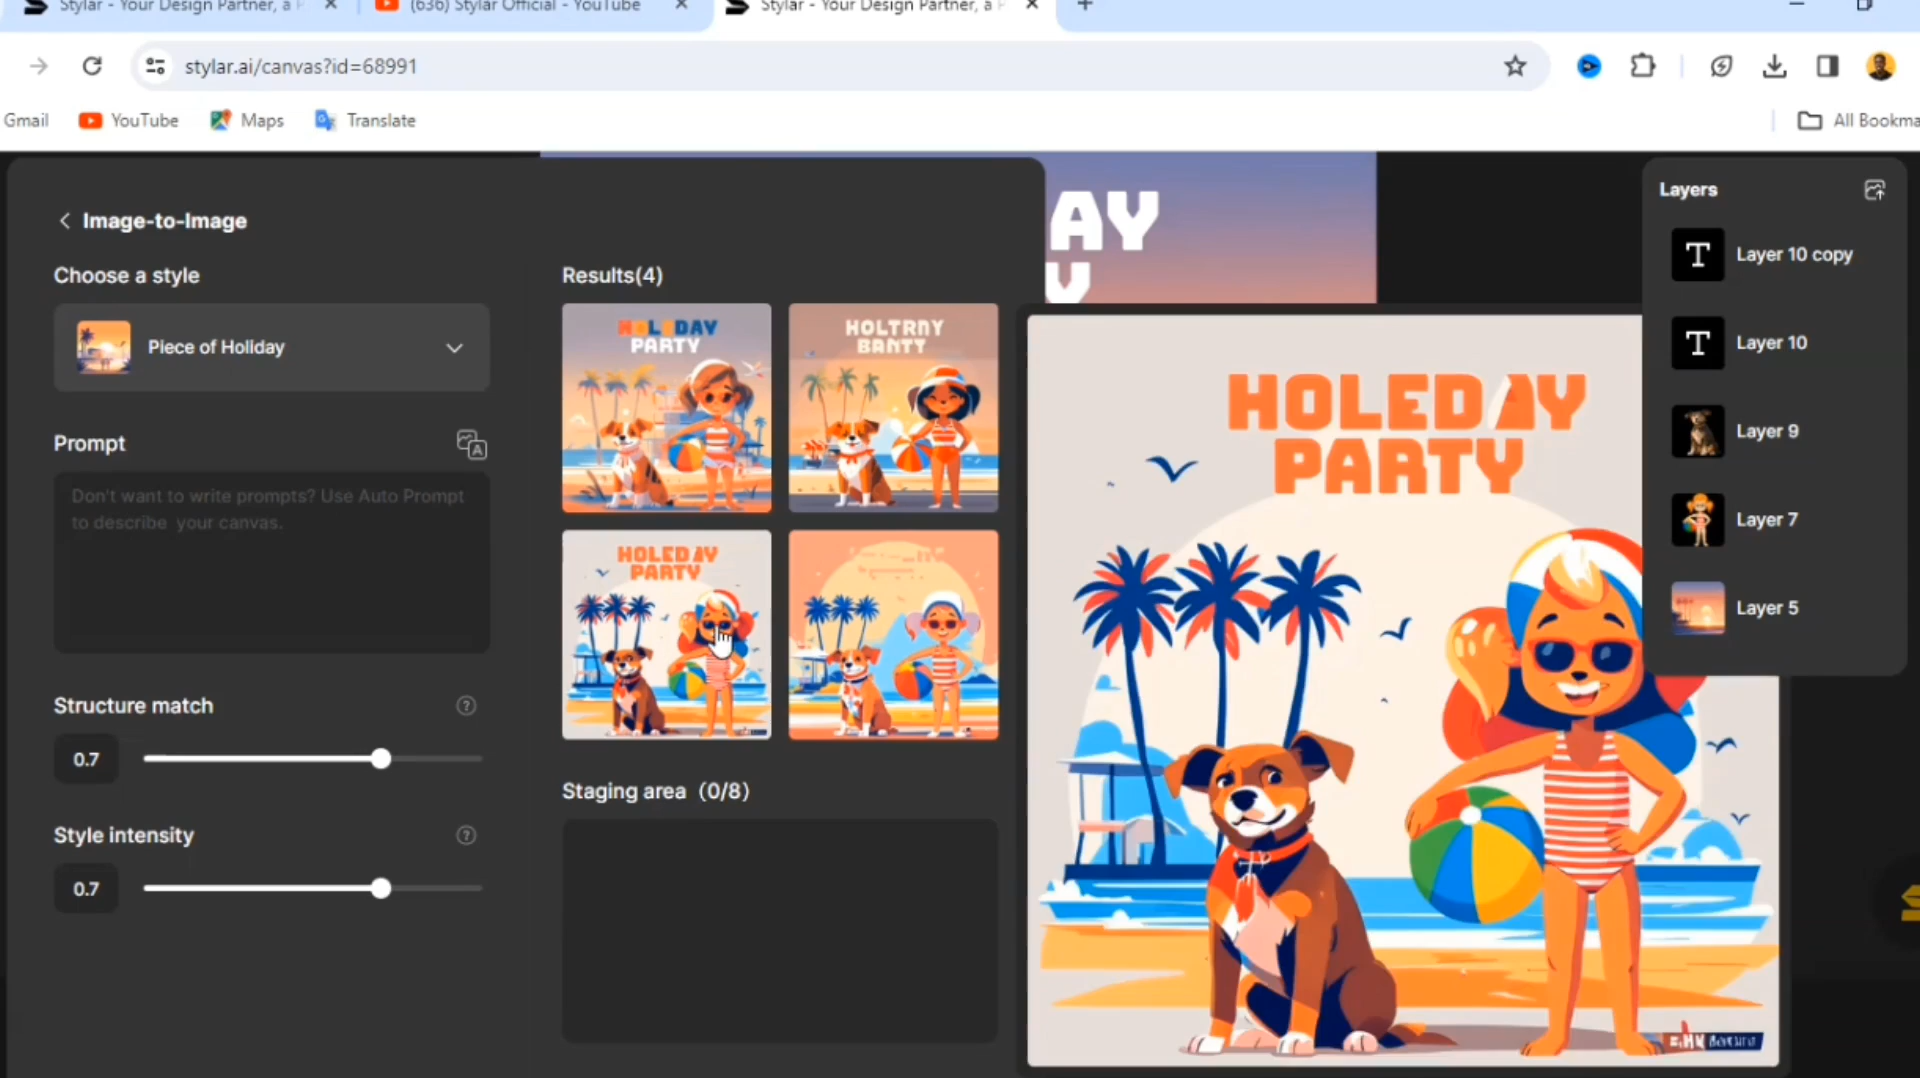 Stylar - Your Design Partner, a P
(636) Stylar Official - YouTube
Stylar - Your Design Partner, a P
stylar.ai/canvas?id=68991
Gmail
YouTube
Maps
Translate
All Bookma
Image-to-Image
Choose a style
Piece of Holiday
Prompt
Don't want to write prompts? Use Auto Prompt
to describe your canvas.
Structure match
0.7
Style intensity
0.7
Results(4)
HOLODAY
PARTY
HOLTRNY
BANTY
HOLEDAY
PARTY
Staging area (0/8)
AY
HOLEDAY
PARTY
Layers
T Layer 10 copy
T Layer 10
Layer 9
Layer 7
Layer 5